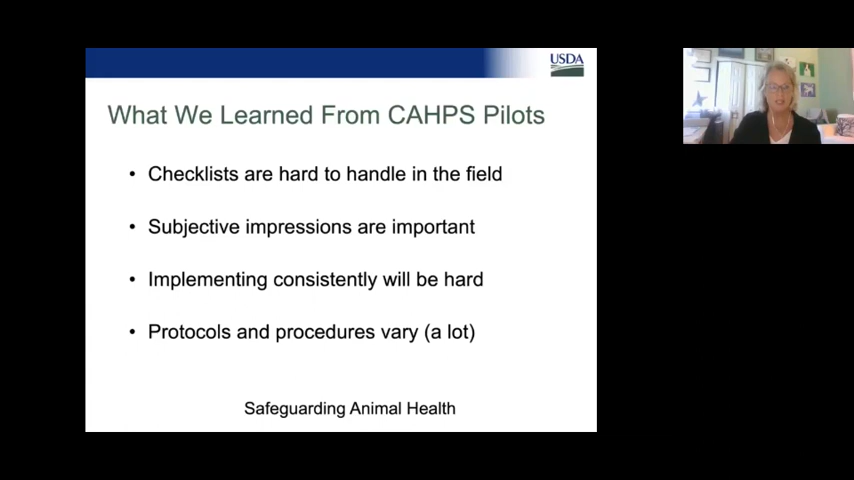 USDA
What We Learned From CAHPS Pilots
• Checklists are hard to handle in the field
• Subjective impressions are important
• Implementing consistently will be hard
• Protocols and procedures vary (a lot)
Safeguarding Animal Health